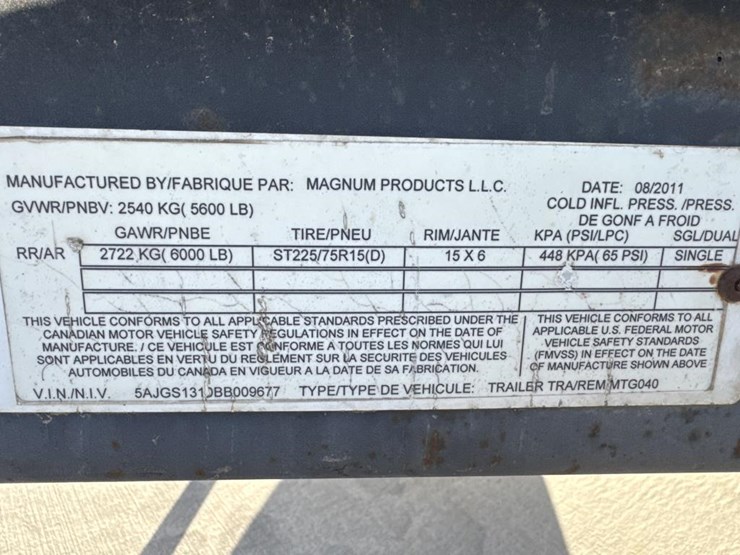 MANUFACTURED BY/FABRIQUE PAR: MAGNUM PRODUCTS L.L.C. DATE: 08/2011
GVWR/PNBV: 2540 KG( 5600 LB) COLD INFL. PRESS. /PRESS.
DE GONF A FROID
GAWR/PNBE TIRE/PNEU RIM/JANTE KPA (PSI/LPC) SGL/DUAL
RR/AR 2722 KG( 6000 LB) ST225/75R15(D) 15 X 6 448 KPA( 65 PSI) SINGLE
THIS VEHICLE CONFORMS TO ALL APPLICABLE STANDARDS PRESCRIBED UNDER THE
CANADIAN MOTOR VEHICLE SAFETY REGULATIONS IN EFFECT ON THE DATE OF
MANUFACTURE. / CE VEHICULE EST CONFORME A TOUTES LES NORMES QUI LUI
SONT APPLICABLES EN VERTU DU REGLEMENT SUR LA SECURITE DES VEHICULES
AUTOMOBILES DU CANADA EN VIGUEUR A LA DATE DE SA FABRICATION.
THIS VEHICLE CONFORMS TO ALL
APPLICABLE U.S. FEDERAL MOTOR
VEHICLE SAFETY STANDARDS
(FMVSS) IN EFFECT ON THE DATE
OF MANUFACTURE SHOWN ABOVE
V.I.N./N.I.V. TYPE/TYPE DE VEHICULE: TRAILER TRA/REM MTG040